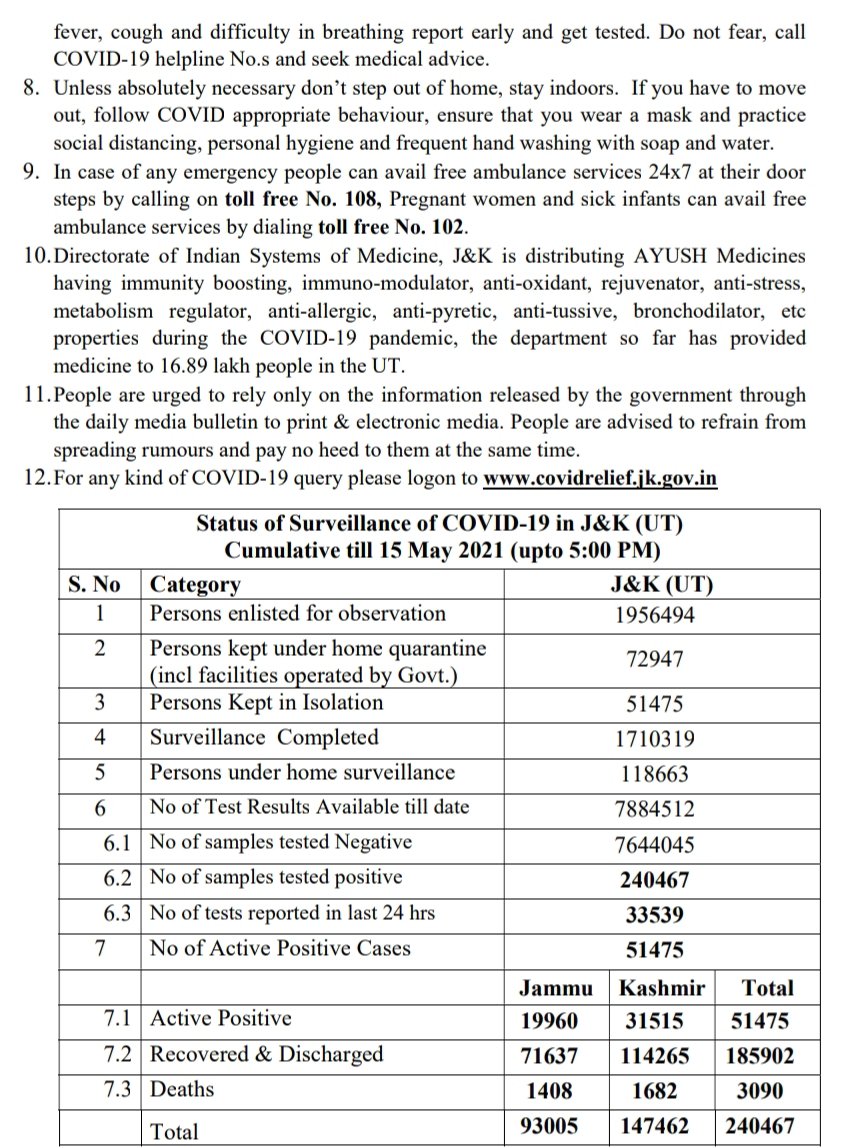 fever, cough and difficulty in breathing report early and get tested. Do not fear, call
COVID-19 helpline No.s and seek medical advice.
8. Unless absolutely necessary don’t step out of home, stay indoors. If you have to move
out, follow COVID appropriate behaviour, ensure that you wear a mask and practice
social distancing, personal hygiene and frequent hand washing with soap and water.
9. In case of any emergency people can avail free ambulance services 24x7 at their door
steps by calling on toll free No. 108, Pregnant women and sick infants can avail free
ambulance services by dialing toll free No. 102.
10. Directorate of Indian Systems of Medicine, J&K is distributing AYUSH Medicines
having immunity boosting, immuno-modulator, anti-oxidant, rejuvenator, anti-stress,
metabolism regulator, anti-allergic, anti-pyretic, anti-tussive, bronchodilator, etc
properties during the COVID-19 pandemic, the department so far has provided
medicine to 16.89 lakh people in the UT.
11. People are urged to rely only on the information released by the government through
the daily media bulletin to print & electronic media. People are advised to refrain from
spreading rumours and pay no heed to them at the same time.
12. For any kind of COVID-19 query please logon to www.covidrelief.jk.gov.in
Status of Surveillance of COVID-19 in J&K (UT)
Cumulative till 15 May 2021 (upto 5:00 PM)
S. No Category J&K (UT)
1 Persons enlisted for observation 1956494
2 Persons kept under home quarantine
(incl facilities operated by Govt.) 72947
3 Persons Kept in Isolation 51475
4 Surveillance Completed 1710319
5 Persons under home surveillance 118663
6 No of Test Results Available till date 7884512
6.1 No of samples tested Negative 7644045
6.2 No of samples tested positive 240467
6.3 No of tests reported in last 24 hrs 33539
7 No of Active Positive Cases 51475
Jammu Kashmir Total
7.1 Active Positive 19960 31515 51475
7.2 Recovered & Discharged 71637 114265 185902
7.3 Deaths 1408 1682 3090
Total 93005 147462 240467